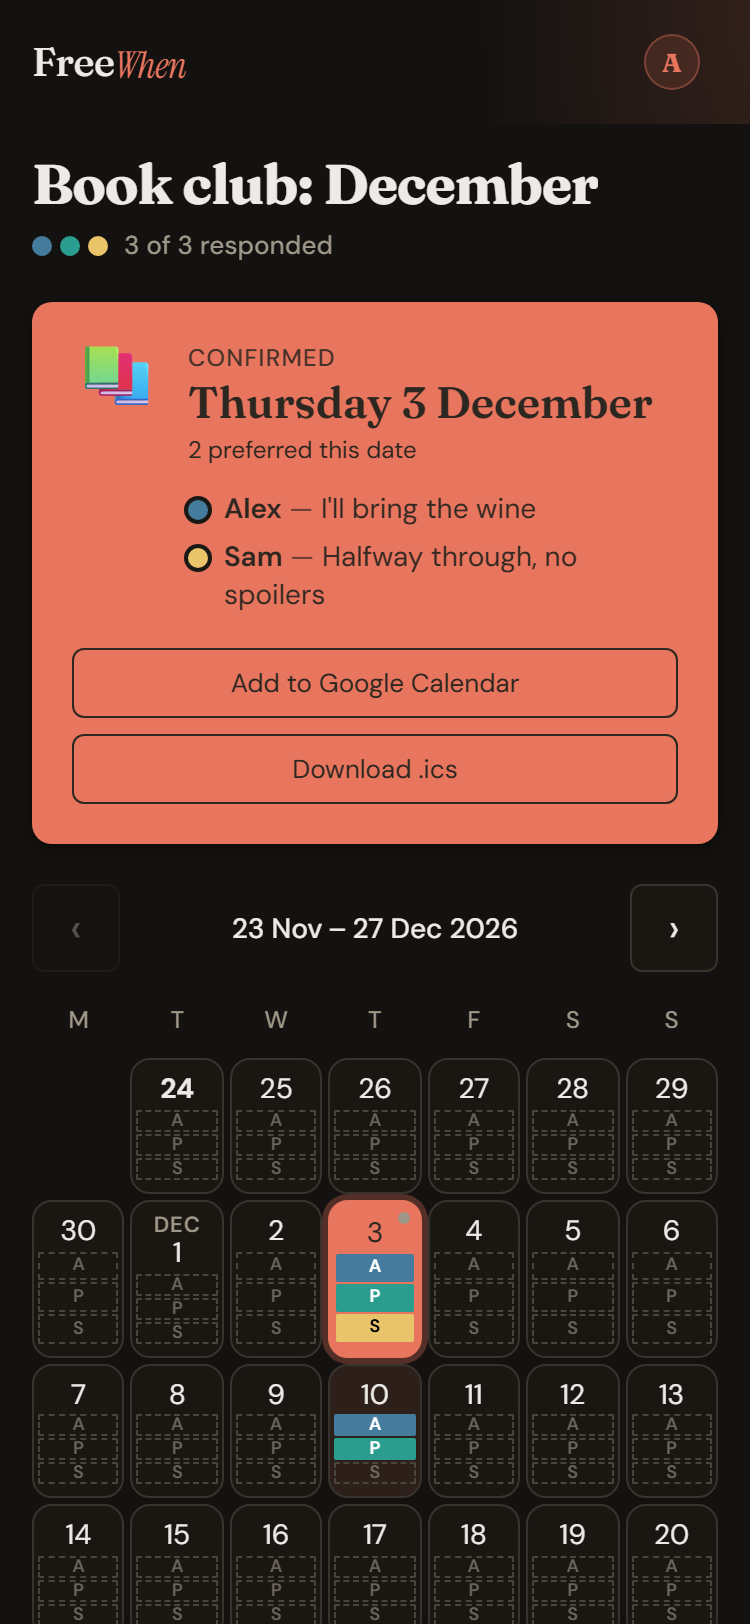 FreeWhen
A
Book club: December
3 of 3 responded
CONFIRMED
Thursday 3 December
2 preferred this date
Alex — I'll bring the wine
Sam — Halfway through, no
spoilers
Add to Google Calendar
Download .ics
‹ 23 Nov – 27 Dec 2026 ›
M T W T F S S
24 25 26 27 28 29
A A A A A A
P P P P P P
S S S S S S
30 DEC 1 2 3 4 5 6
A A A A A A A
P P P P P P P
S S S S S S S
7 8 9 10 11 12 13
A A A A A A A
P P P P P P P
S S S S S S S
14 15 16 17 18 19 20
A A A A A A A
P P P P P P P
S S S S S S S